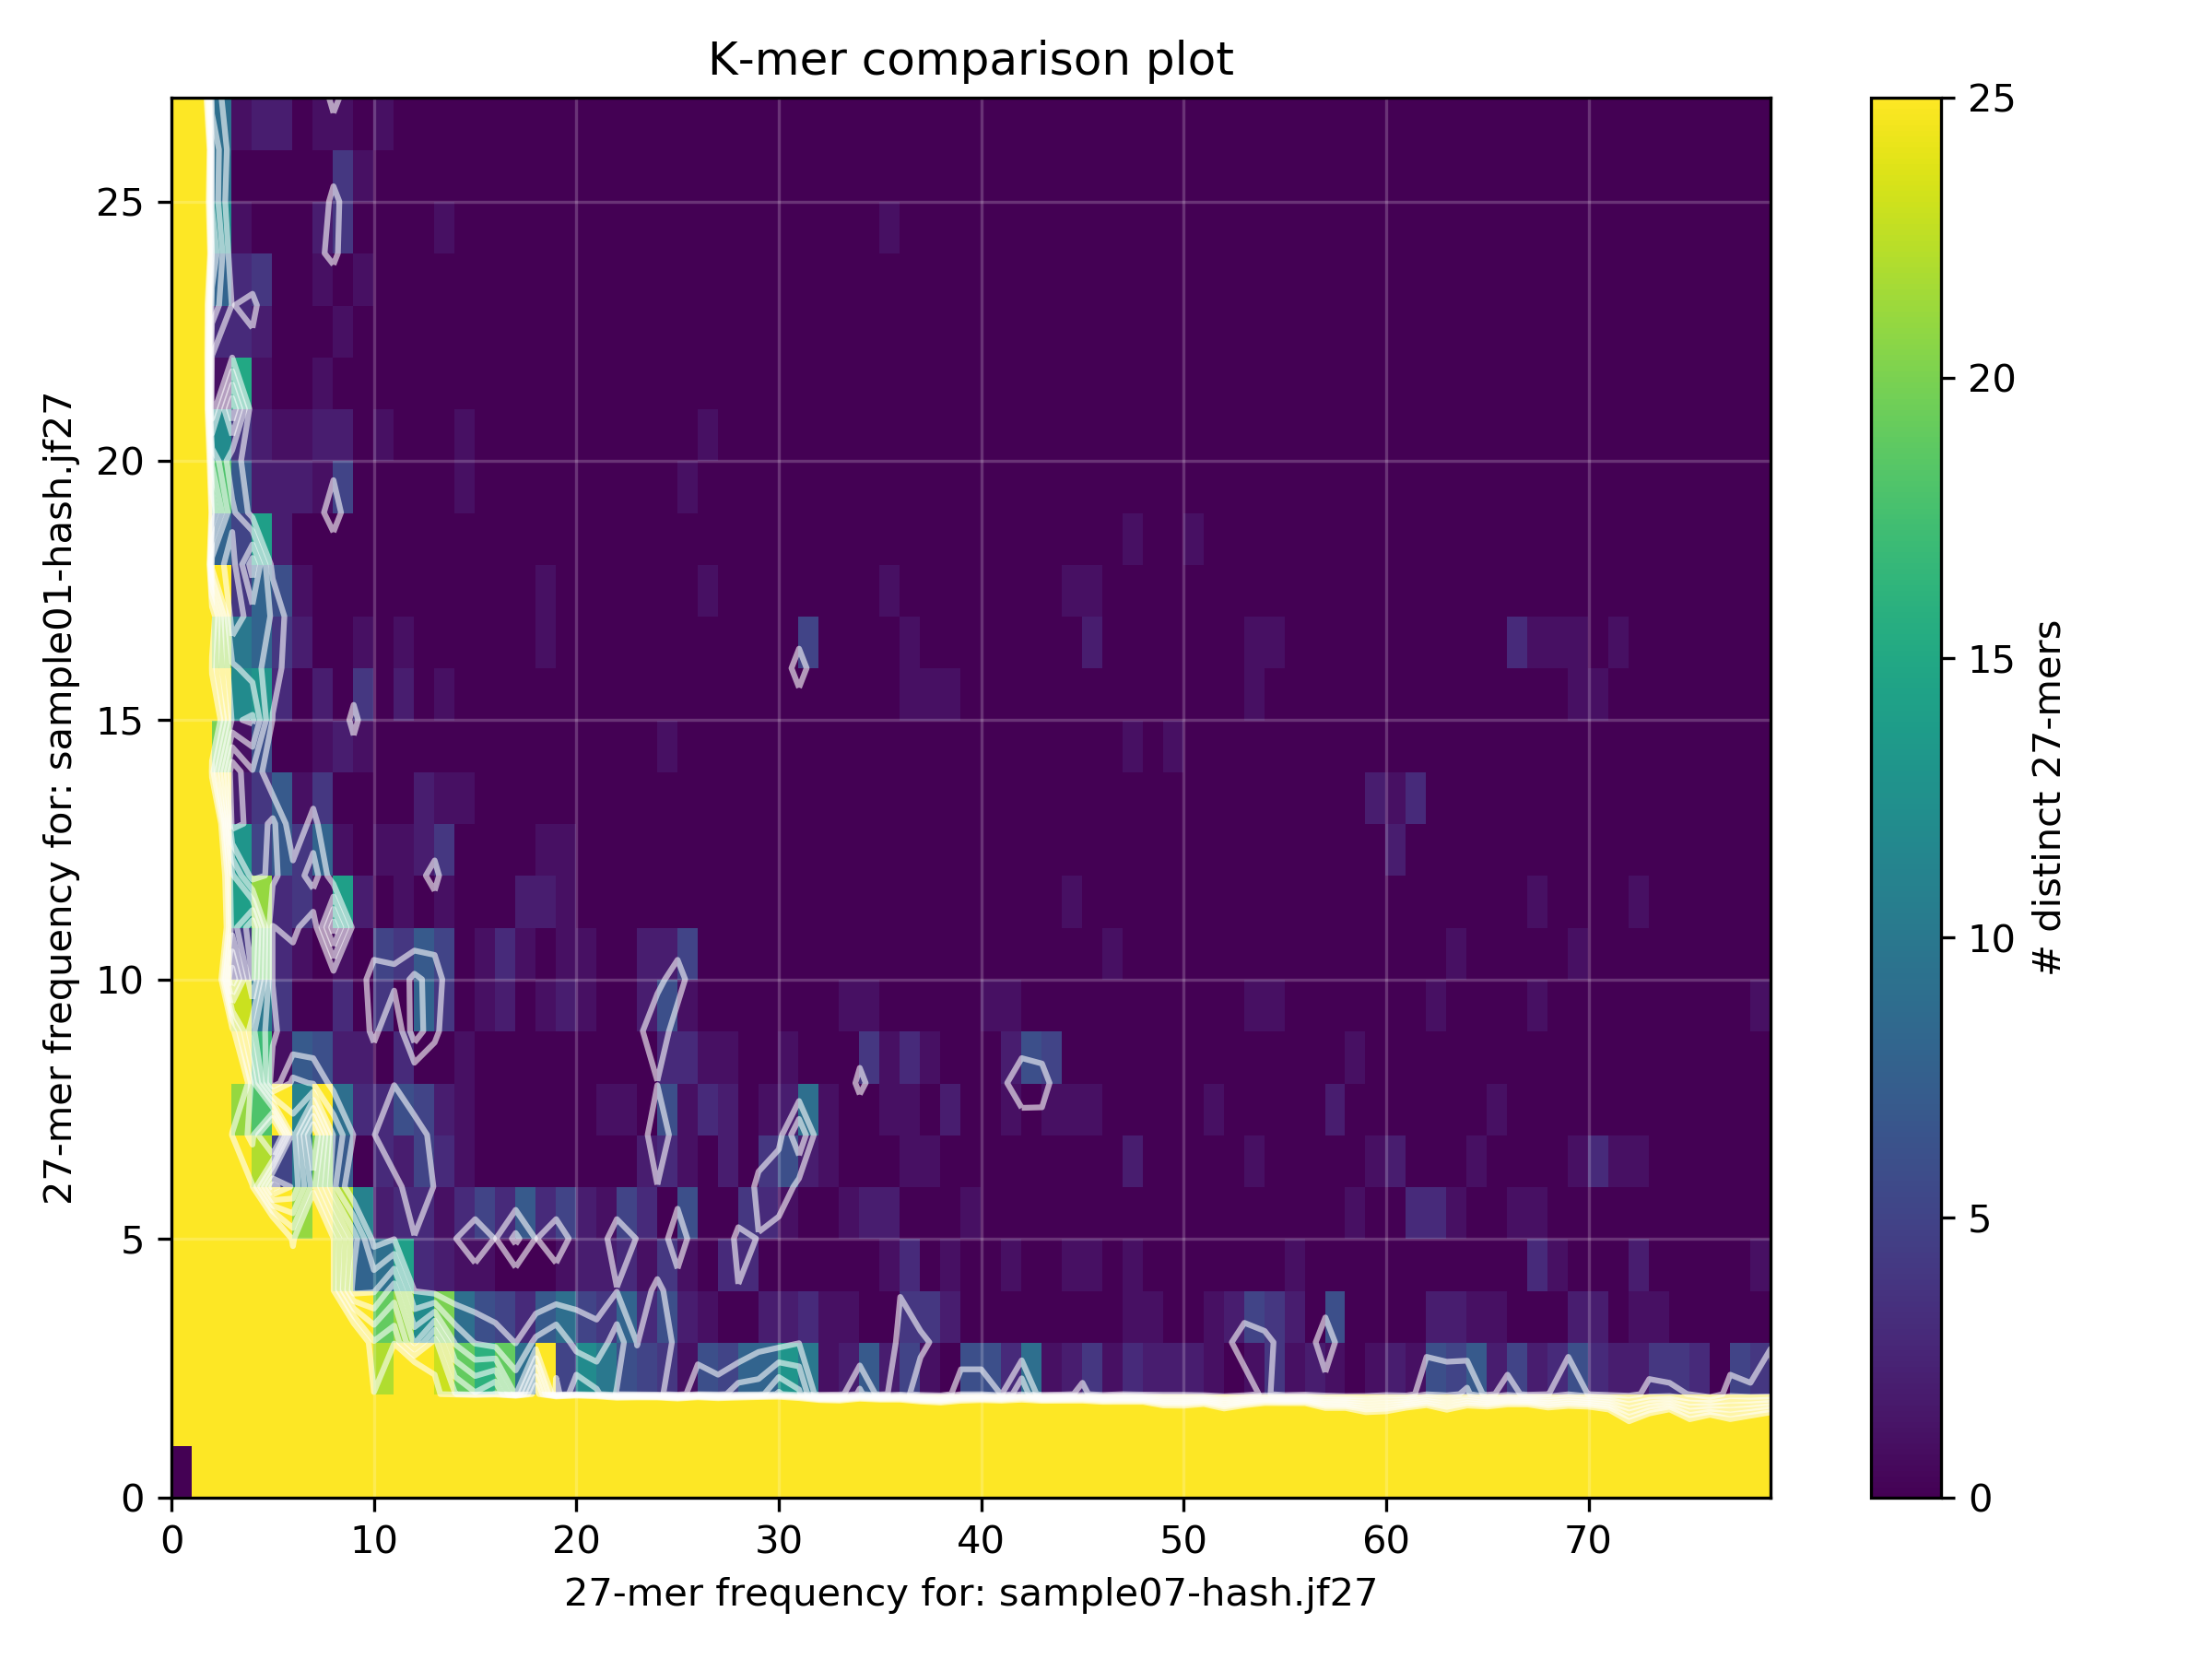 K-mer comparison plot
27-mer frequency for: sample01-hash.jf27
25
20
15
10
5
0
0 10 20 30 40 50 60 70
27-mer frequency for: sample07-hash.jf27
25
20
15
10
5
0
# distinct 27-mers